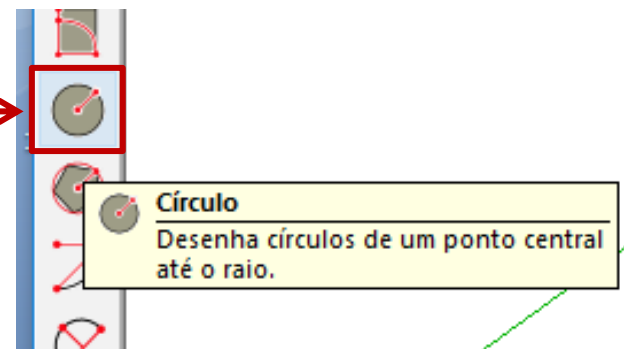 Círculo
Desenha círculos de um ponto central
até o raio.